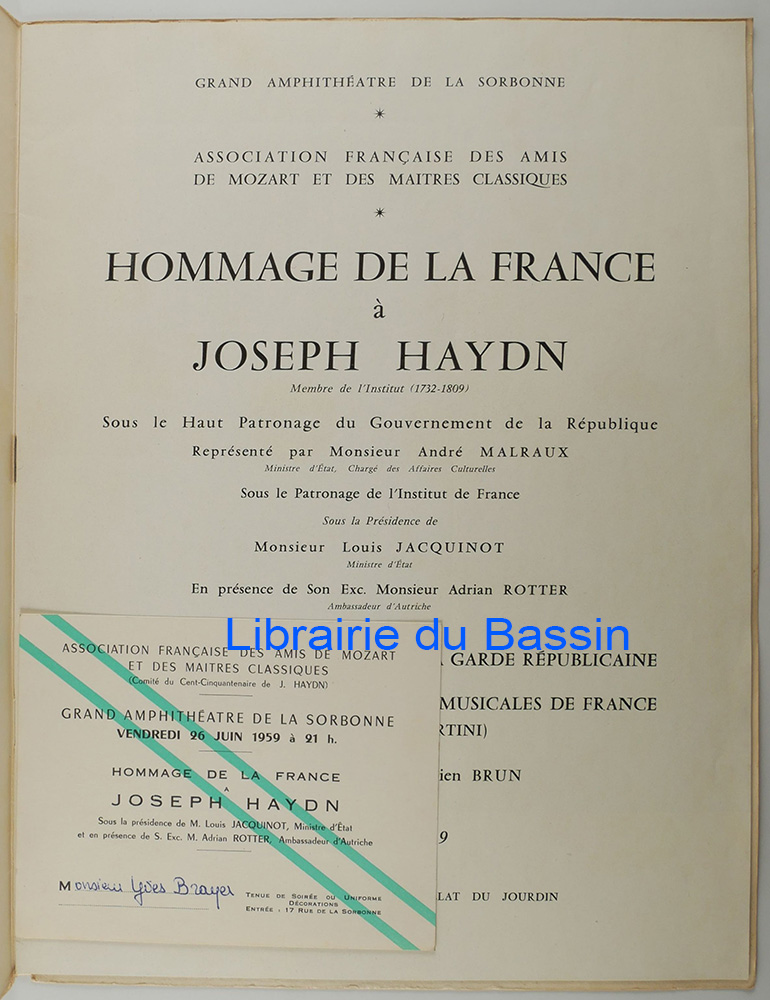 GRAND AMPHITHÉATRE DE LA SORBONNE
ASSOCIATION FRANÇAISE DES AMIS
DE MOZART ET DES MAITRES CLASSIQUES
HOMMAGE DE LA FRANCE
à
JOSEPH HAYDN
Membre de l'Institut (1732-1809)
Sous le Haut Patronage du Gouvernement de la République
Représenté par Monsieur André MALRAUX
Ministre d'État, Chargé des Affaires Culturelles
Sous le Patronage de l'Institut de France
Sous la Présidence de
Monsieur Louis JACQUINOT
Ministre d'État
En présence de Son Exc. Monsieur Adrian ROTTER
Ambassadeur d'Autriche
Librairie du Bassin
GARDE RÉPUBLICAINE
MUSICALES DE FRANCE
RTINI)
ien BRUN
9
LAT DU JOURDIN
ASSOCIATION FRANÇAISE DES AMIS DE MOZART
ET DES MAITRES CLASSIQUES
(Comité du Cent-Cinquantenaire de J. HAYDN)
GRAND AMPHITHÉATRE DE LA SORBONNE
VENDREDI 26 JUIN 1959 à 21 h.
HOMMAGE DE LA FRANCE
A
JOSEPH HAYDN
Sous la présidence de M. Louis JACQUINOT, Ministre d'État
et en présence de S. Exc. M. Adrian ROTTER, Ambassadeur d'Autriche
Monsieur Yves Brayer
TENUE DE SOIRÉE OU UNIFORME
DÉCORATIONS
ENTRÉE : 17 RUE DE LA SORBONNE